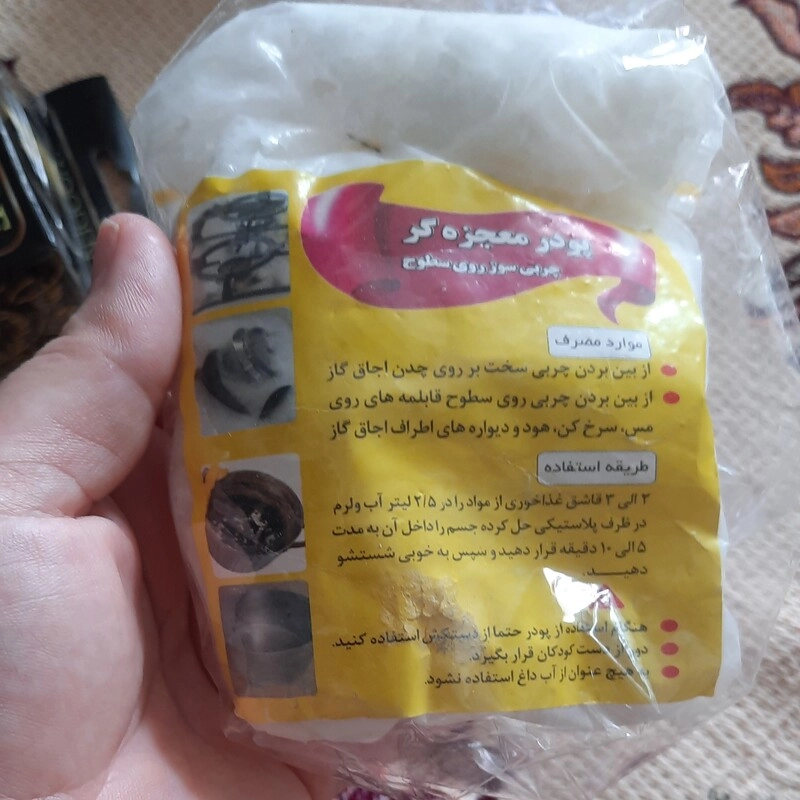 پودر معجزه گر
چربی سوز روی سطوح
موارد مصرف
از بین بردن چربی سخت بر روی چدن اجاق گاز
از بین بردن چربی روی سطوح قابلمه های روی
مس، سرخ کن، هود و دیواره های اطراف اجاق گاز
طریقه استفاده
۲ الی ۳ قاشق غذاخوری از مواد را در ۲/۵ لیتر آب ولرم
در ظرف پلاستیکی حل کرده جسم را داخل آن به مدت
۵ الی ۱۰ دقیقه قرار دهید و سپس به خوبی شستشو
دهیـــد.
هنگام استفاده از پودر حتما از دستکش استفاده کنید.
دور از دست کودکان قرار بگیرد.
به هیچ عنوان از آب داغ استفاده نشود.